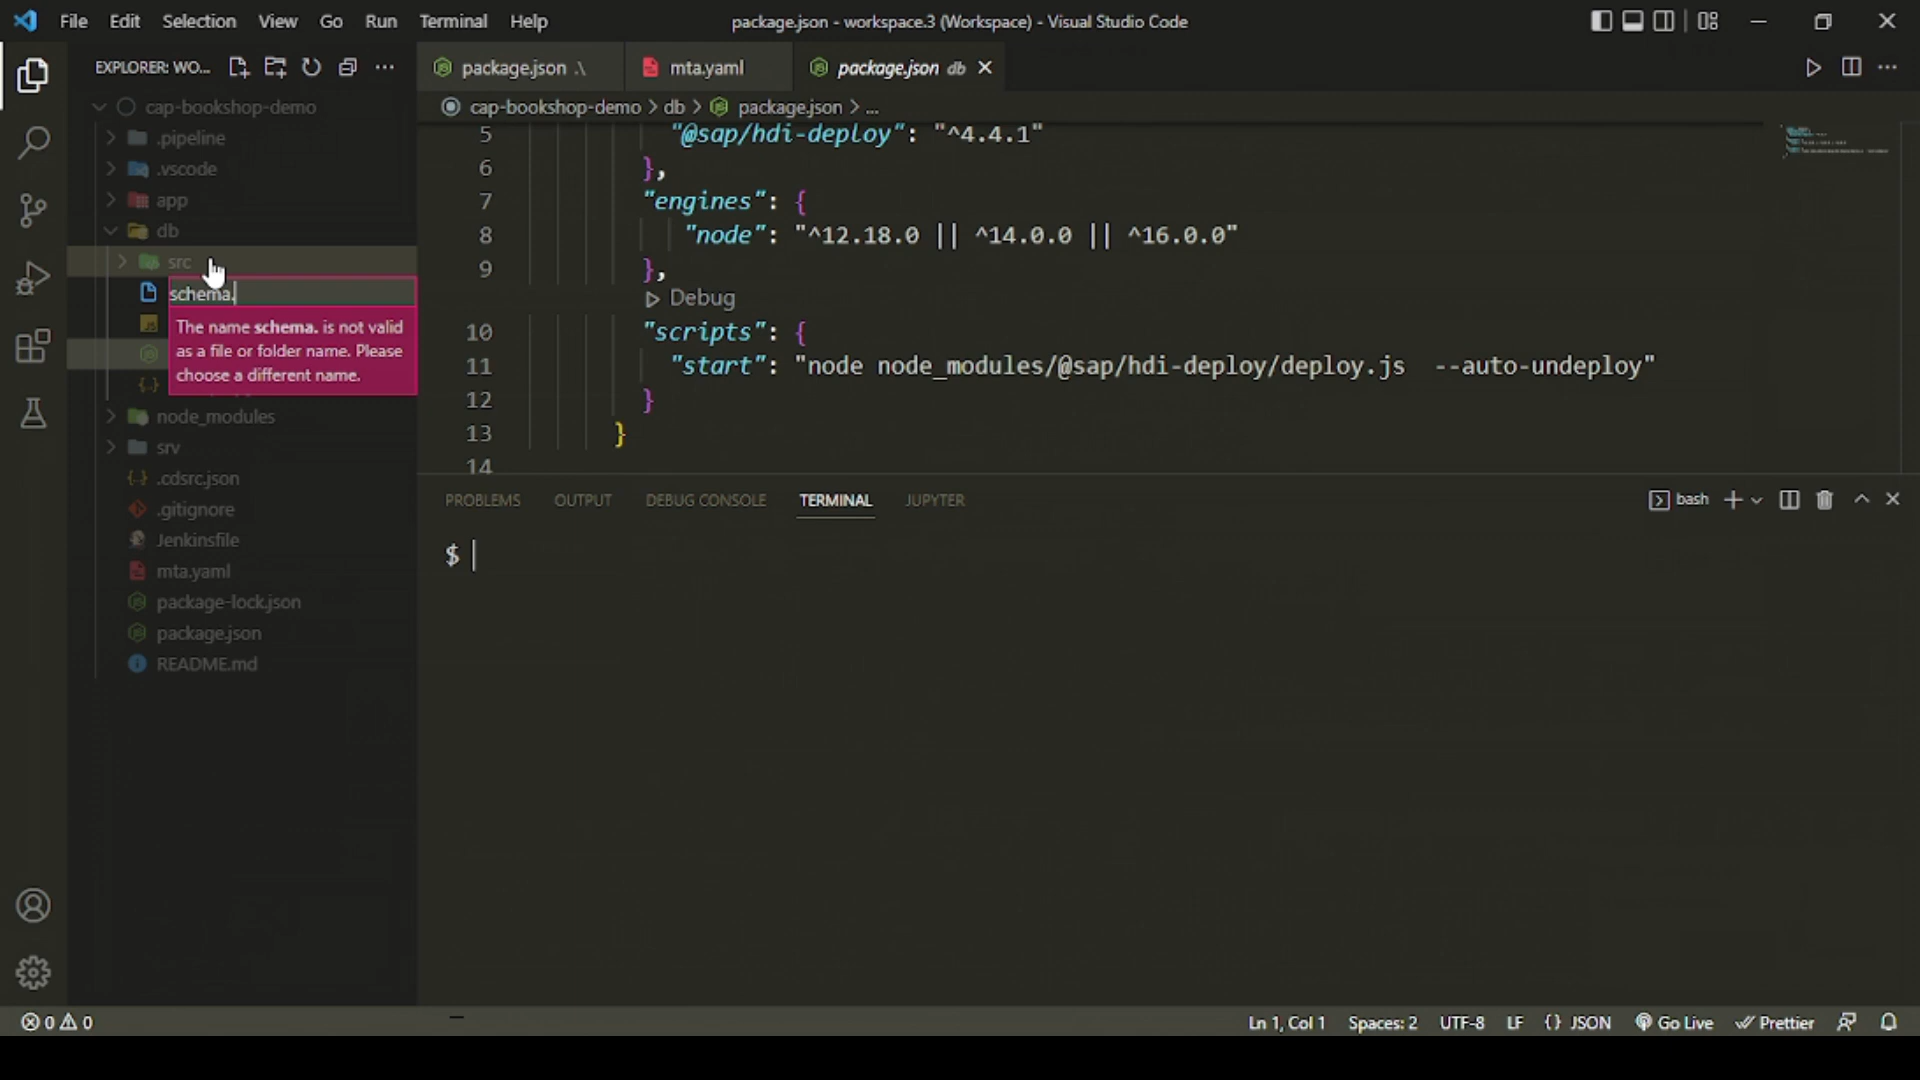 File Edit Selection View Go Run Terminal Help
package.json - workspace.3 (Workspace) - Visual Studio Code
EXPLORER: WO...
package.json .\
mta.yaml
package.json db
cap-bookshop-demo > db > package.json > ...
cap-bookshop-demo
.pipeline
.vscode
app
db
src
schema.
The name schema. is not valid
as a file or folder name. Please
choose a different name.
node_modules
srv
.cdsrc.json
.gitignore
Jenkinsfile
mta.yaml
package-lock.json
package.json
README.md
5 "@sap/hdi-deploy": "^4.4.1"
6 },
7 "engines": {
8 "node": "^12.18.0 || ^14.0.0 || ^16.0.0"
9 },
Debug
10 "scripts": {
11 "start": "node node_modules/@sap/hdi-deploy/deploy.js --auto-undeploy"
12 }
13 }
14
PROBLEMS OUTPUT DEBUG CONSOLE TERMINAL JUPYTER
bash
$
0 0
Ln 1, Col 1 Spaces: 2 UTF-8 LF {} JSON Go Live Prettier